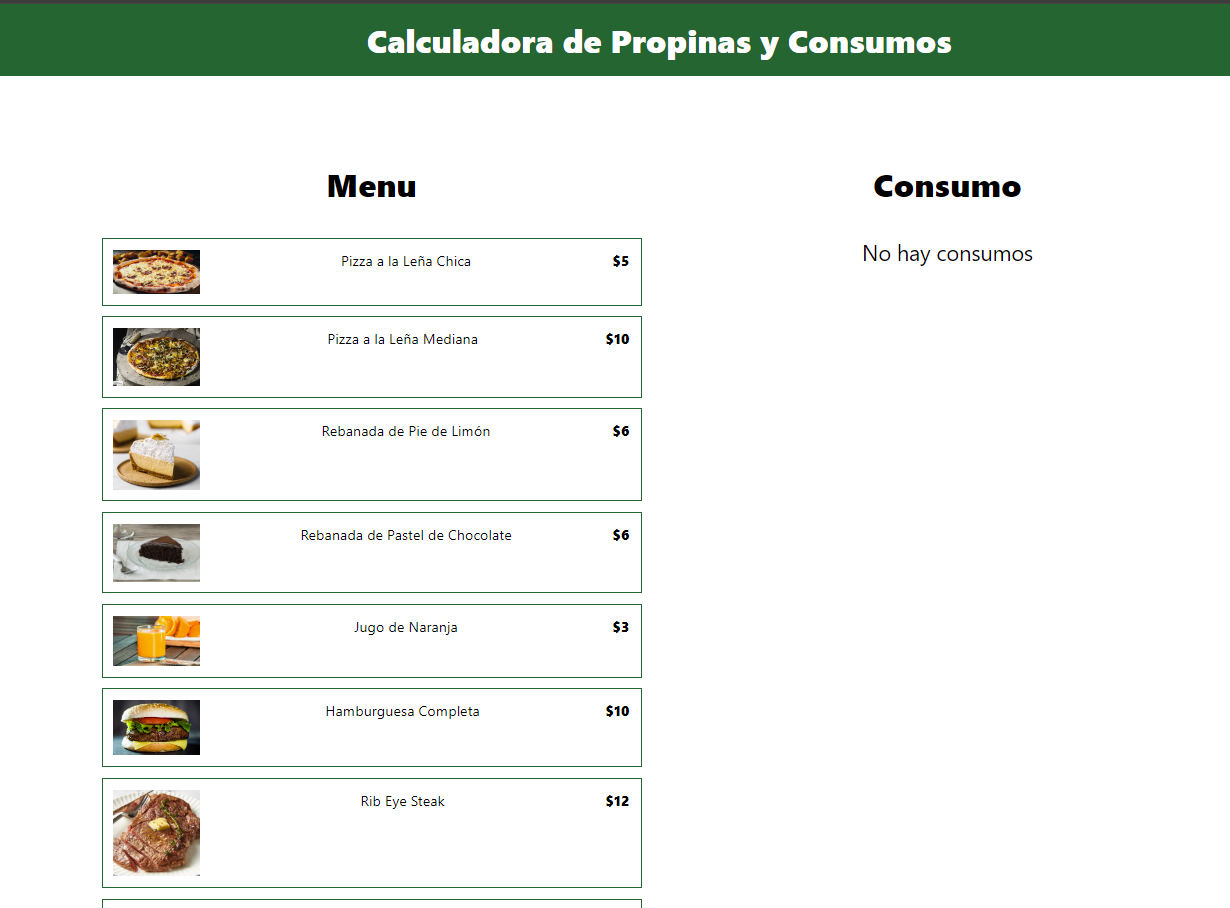 Calculadora de Propinas y Consumos
Menu
Pizza a la Leña Chica $5
Pizza a la Leña Mediana $10
Rebanada de Pie de Limón $6
Rebanada de Pastel de Chocolate $6
Jugo de Naranja $3
Hamburguesa Completa $10
Rib Eye Steak $12
Consumo
No hay consumos